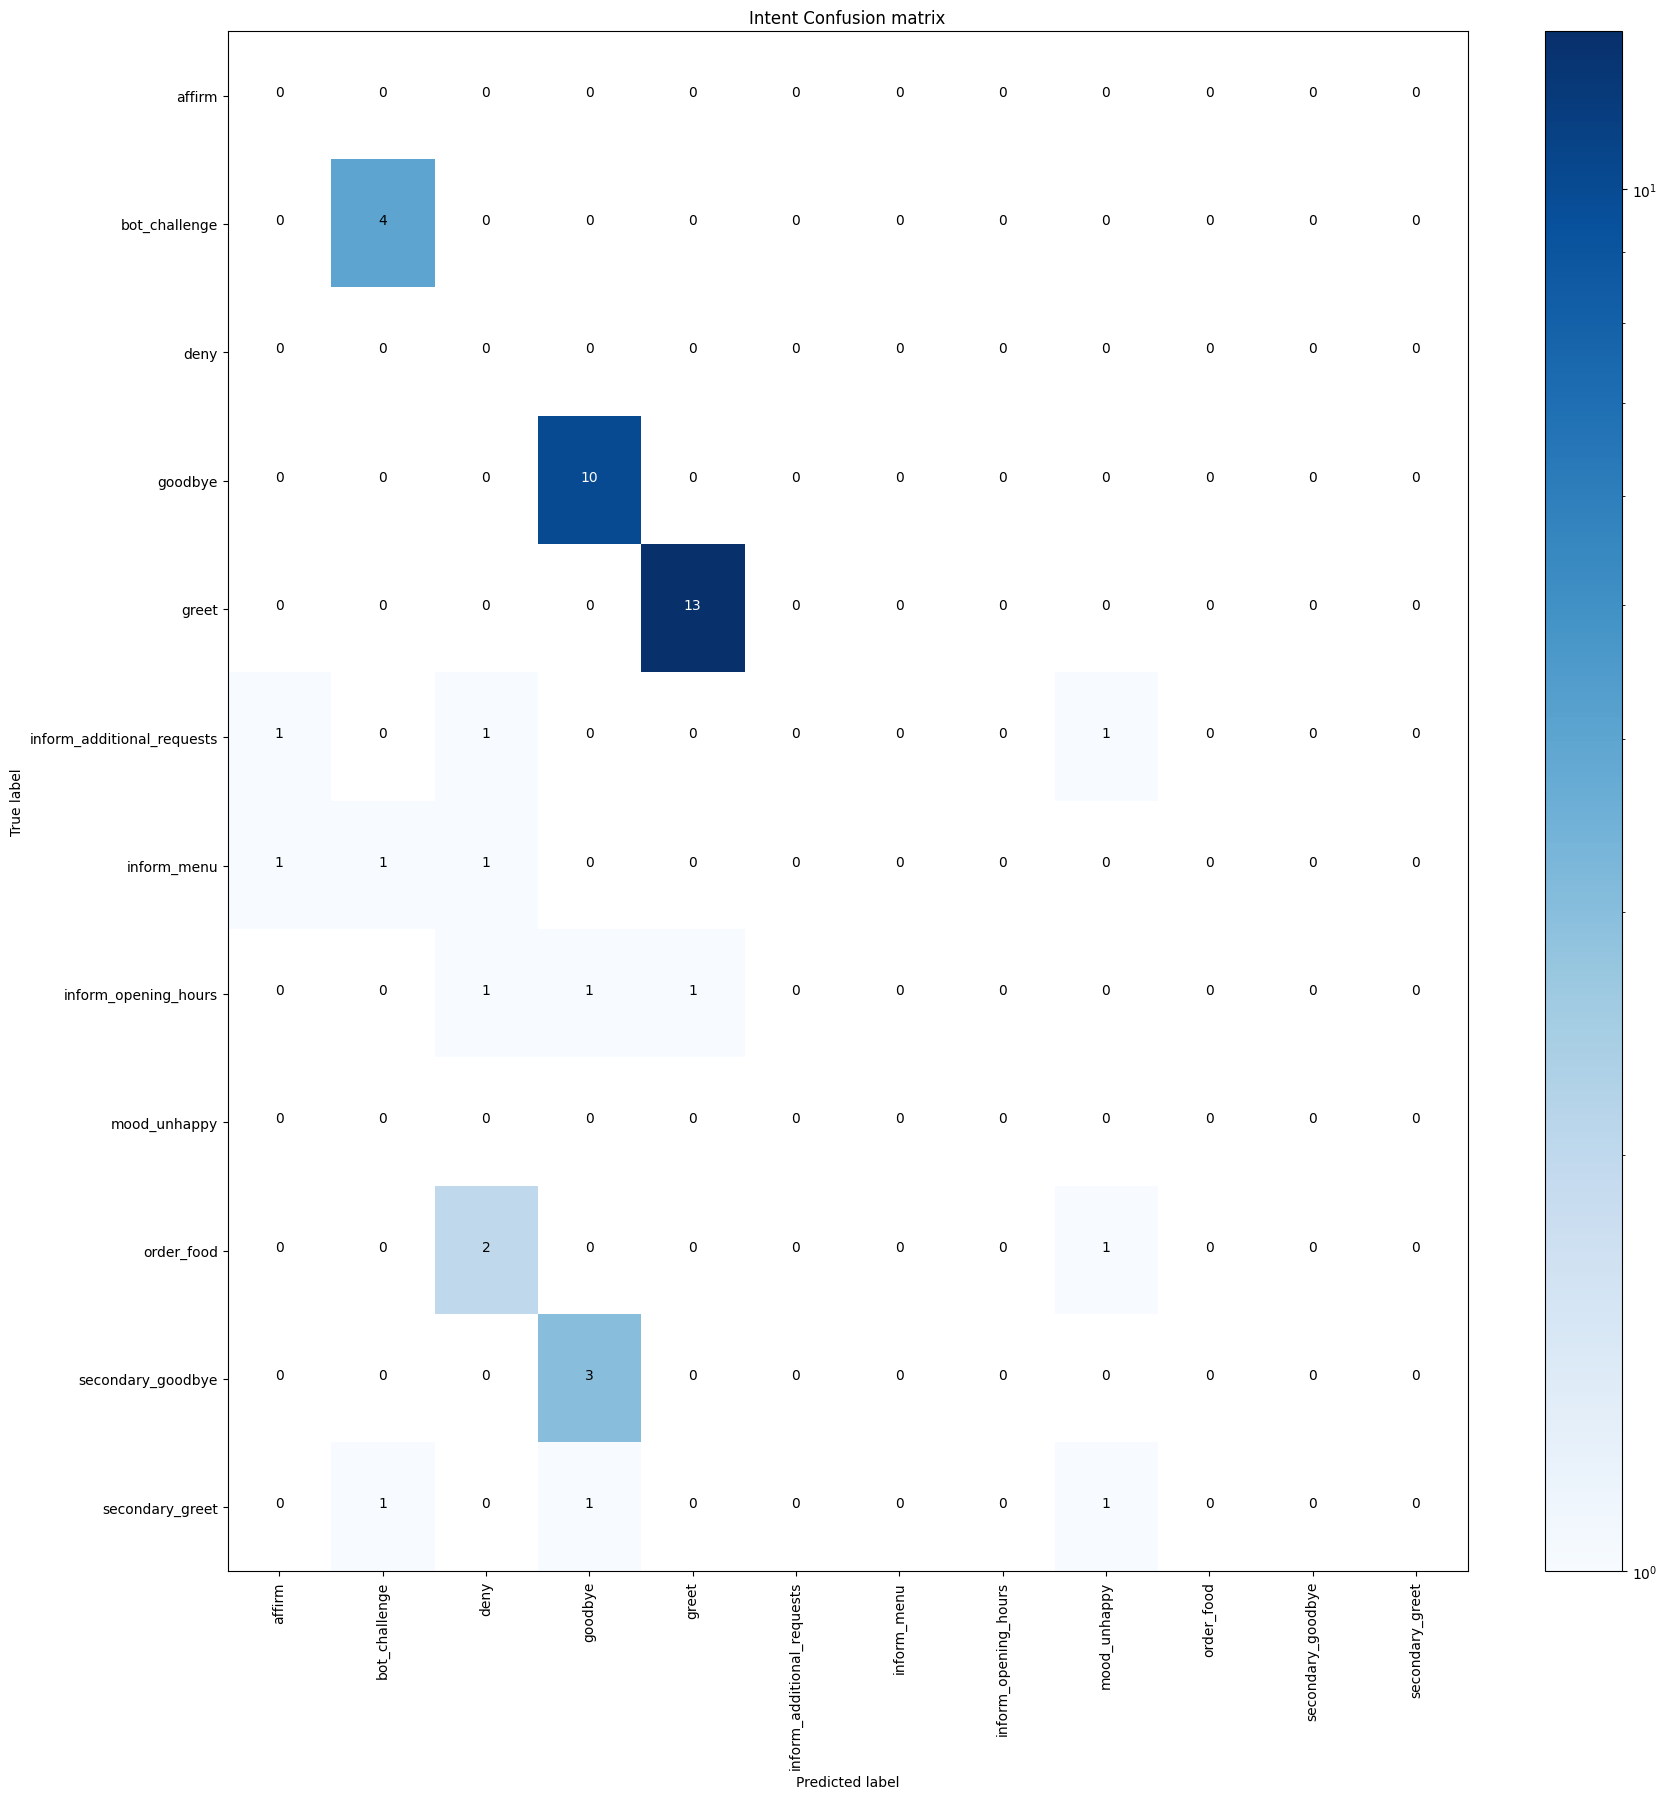 Intent Confusion matrix
affirm 0 0 0 0 0 0 0 0 0 0 0 0
10¹
bot_challenge 0 4 0 0 0 0 0 0 0 0 0 0
deny 0 0 0 0 0 0 0 0 0 0 0 0
goodbye 0 0 0 10 0 0 0 0 0 0 0 0
greet 0 0 0 0 13 0 0 0 0 0 0 0
inform_additional_requests 1 0 1 0 0 0 0 0 1 0 0 0
True label
inform_menu 1 1 1 0 0 0 0 0 0 0 0 0
inform_opening_hours 0 0 1 1 1 0 0 0 0 0 0 0
mood_unhappy 0 0 0 0 0 0 0 0 0 0 0 0
order_food 0 0 2 0 0 0 0 0 1 0 0 0
secondary_goodbye 0 0 0 3 0 0 0 0 0 0 0 0
secondary_greet 0 1 0 1 0 0 0 0 1 0 0 0
10⁰
affirm
bot_challenge
deny
goodbye
greet
inform_additional_requests
inform_menu
inform_opening_hours
mood_unhappy
order_food
secondary_goodbye
secondary_greet
Predicted label